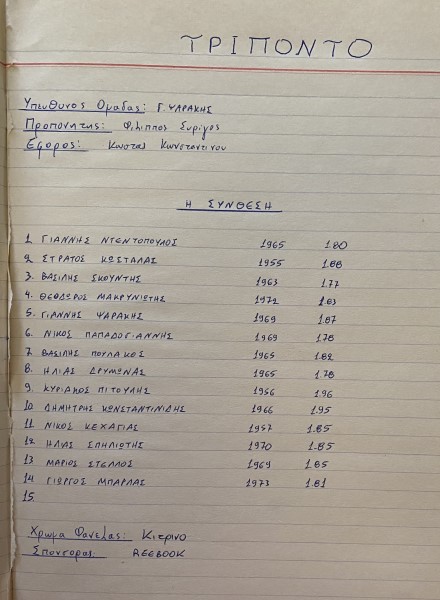 ΤΡΙΠΟΝΤΟ
Υπευθυνος Ομαδας: Γ. ΨΑΡΑΚΗΣ
Προπονητης: Φιλιππος Συριγος
Εφορος: Κωστας Κωνσταντινου
Η ΣΥΝΘΕΣΗ
1. ΓΙΑΝΝΗΣ ΝΤΕΝΤΟΠΟΥΛΟΣ 1965 1.80
2. ΣΤΡΑΤΟΣ ΚΩΣΤΑΛΑΣ 1955 1.88
3. ΒΑΣΙΛΗΣ ΣΚΟΥΝΤΗΣ 1963 1.77
4. ΘΕΟΔΩΡΟΣ ΜΑΚΡΥΝΙΩΤΗΣ 1972 1.83
5. ΓΙΑΝΝΗΣ ΨΑΡΑΚΗΣ 1969 1.87
6. ΝΙΚΟΣ ΠΑΠΑΔΟΓΙΑΝΝΗΣ 1969 1.78
7. ΒΑΣΙΛΗΣ ΠΟΥΛΑΚΟΣ 1965 1.82
8. ΗΛΙΑΣ ΔΡΥΜΩΝΑΣ 1965 1.78
9. ΚΥΡΙΑΚΟΣ ΠΙΤΟΥΛΗΣ 1956 1.96
10 ΔΗΜΗΤΡΗΣ ΚΩΝΣΤΑΝΤΙΝΙΔΗΣ 1966 1.95
11 ΝΙΚΟΣ ΚΕΧΑΓΙΑΣ 1957 1.85
12 ΗΛΙΑΣ ΣΠΗΛΙΩΤΗΣ 1970 1.85
13 ΜΑΡΙΟΣ ΣΤΕΛΛΟΣ 1969 1.85
14 ΓΙΩΡΓΟΣ ΜΠΑΡΛΑΣ 1973 1.81
15.
Χρωμα Φανελας: Κιτρινο
Σπονσορας: REEBOOK